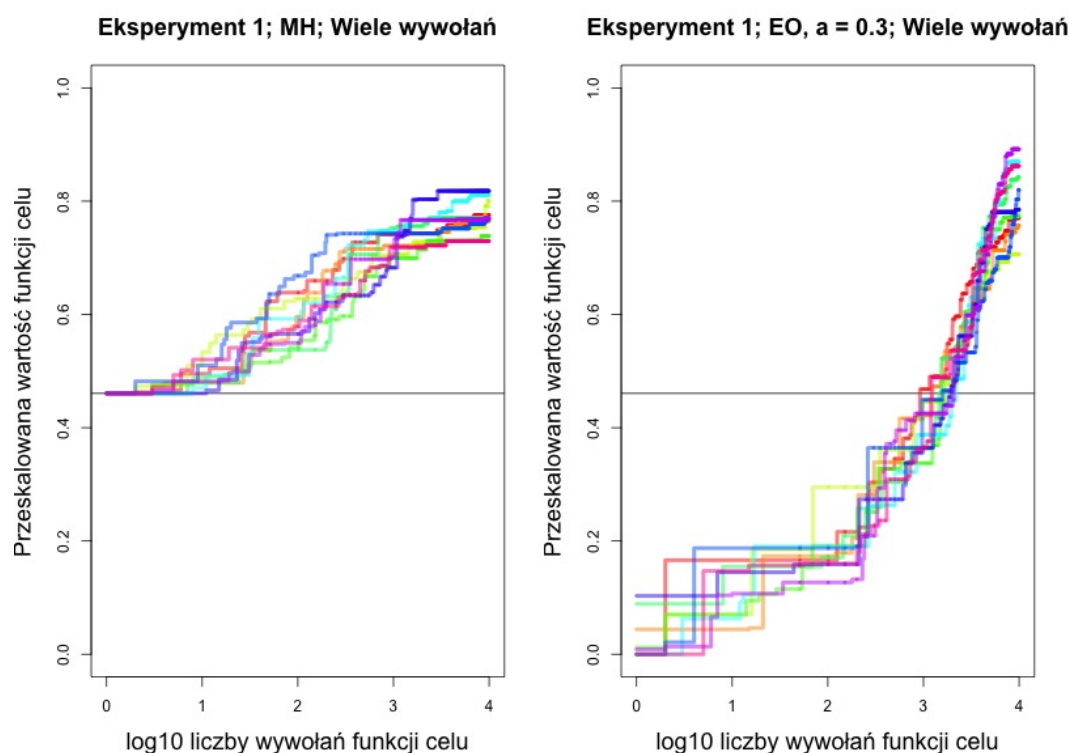 Eksperyment 1; MH; Wiele wywołań
Przeskalowana wartość funkcji celu
1.0
0.8
0.6
0.4
0.2
0.0
0 1 2 3 4
log10 liczby wywołań funkcji celu
Eksperyment 1; EO, a = 0.3; Wiele wywołań
Przeskalowana wartość funkcji celu
1.0
0.8
0.6
0.4
0.2
0.0
0 1 2 3 4
log10 liczby wywołań funkcji celu